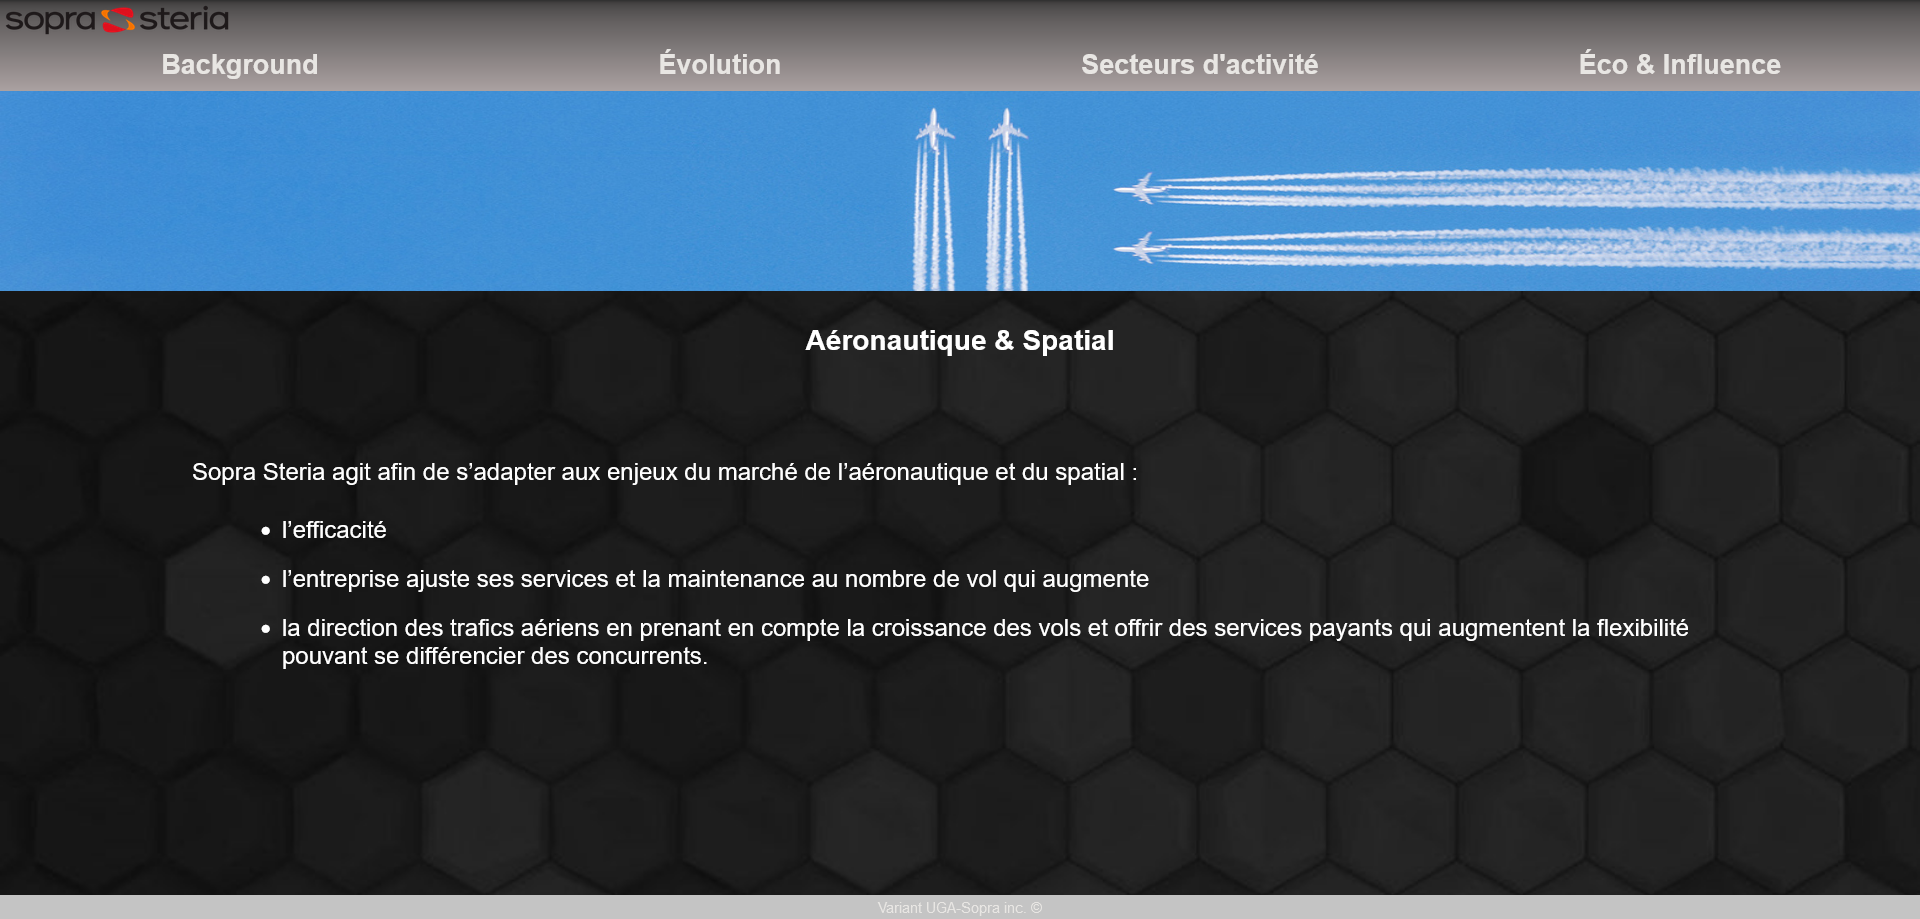 sopra steria
Background Évolution Secteurs d'activité Éco & Influence
Aéronautique & Spatial
Sopra Steria agit afin de s’adapter aux enjeux du marché de l’aéronautique et du spatial :
• l’efficacité
• l’entreprise ajuste ses services et la maintenance au nombre de vol qui augmente
• la direction des trafics aériens en prenant en compte la croissance des vols et offrir des services payants qui augmentent la flexibilité
pouvant se différencier des concurrents.
Variant UGA-Sopra inc. ©